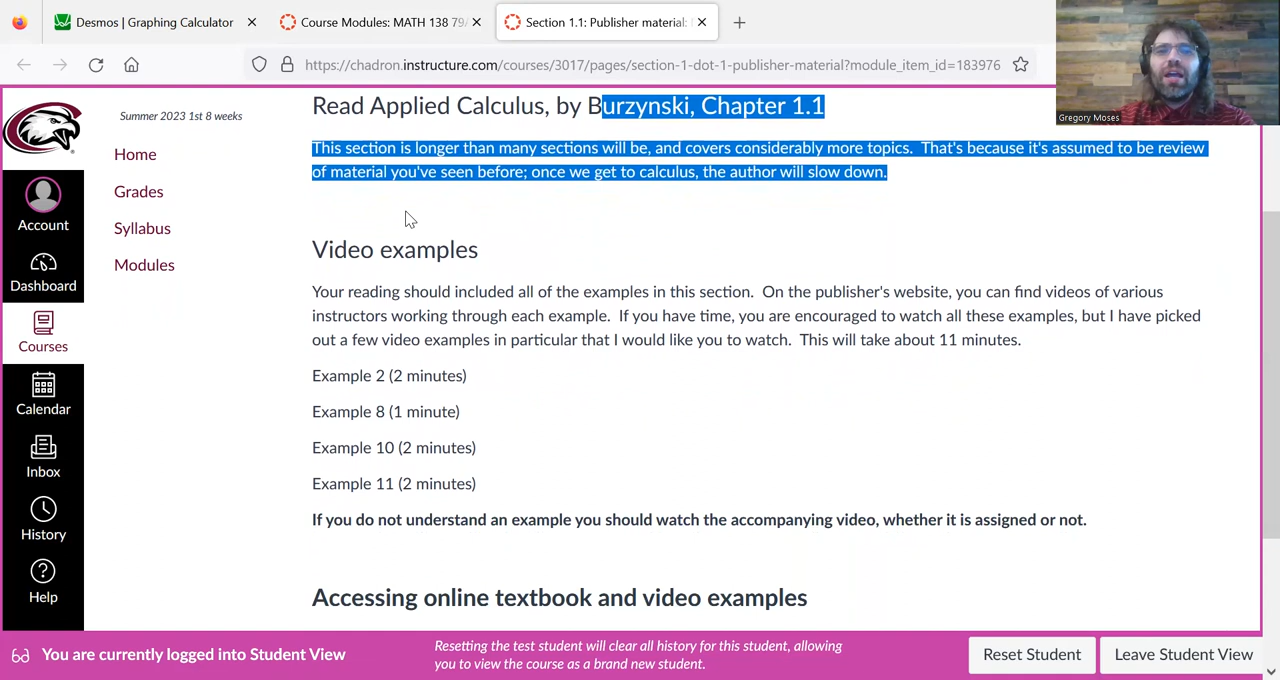 Desmos | Graphing Calculator
Course Modules: MATH 138 79
Section 1.1: Publisher material:
https://chadron.instructure.com/courses/3017/pages/section-1-dot-1-publisher-material?module_item_id=183976
Gregory Moses
Summer 2023 1st 8 weeks
Home
Grades
Syllabus
Modules
Account
Dashboard
Courses
Calendar
Inbox
History
Help
Read Applied Calculus, by Burzynski, Chapter 1.1
This section is longer than many sections will be, and covers considerably more topics. That's because it's assumed to be review
of material you've seen before; once we get to calculus, the author will slow down.
Video examples
Your reading should included all of the examples in this section. On the publisher's website, you can find videos of various
instructors working through each example. If you have time, you are encouraged to watch all these examples, but I have picked
out a few video examples in particular that I would like you to watch. This will take about 11 minutes.
Example 2 (2 minutes)
Example 8 (1 minute)
Example 10 (2 minutes)
Example 11 (2 minutes)
If you do not understand an example you should watch the accompanying video, whether it is assigned or not.
Accessing online textbook and video examples
You are currently logged into Student View
Resetting the test student will clear all history for this student, allowing
you to view the course as a brand new student.
Reset Student
Leave Student View